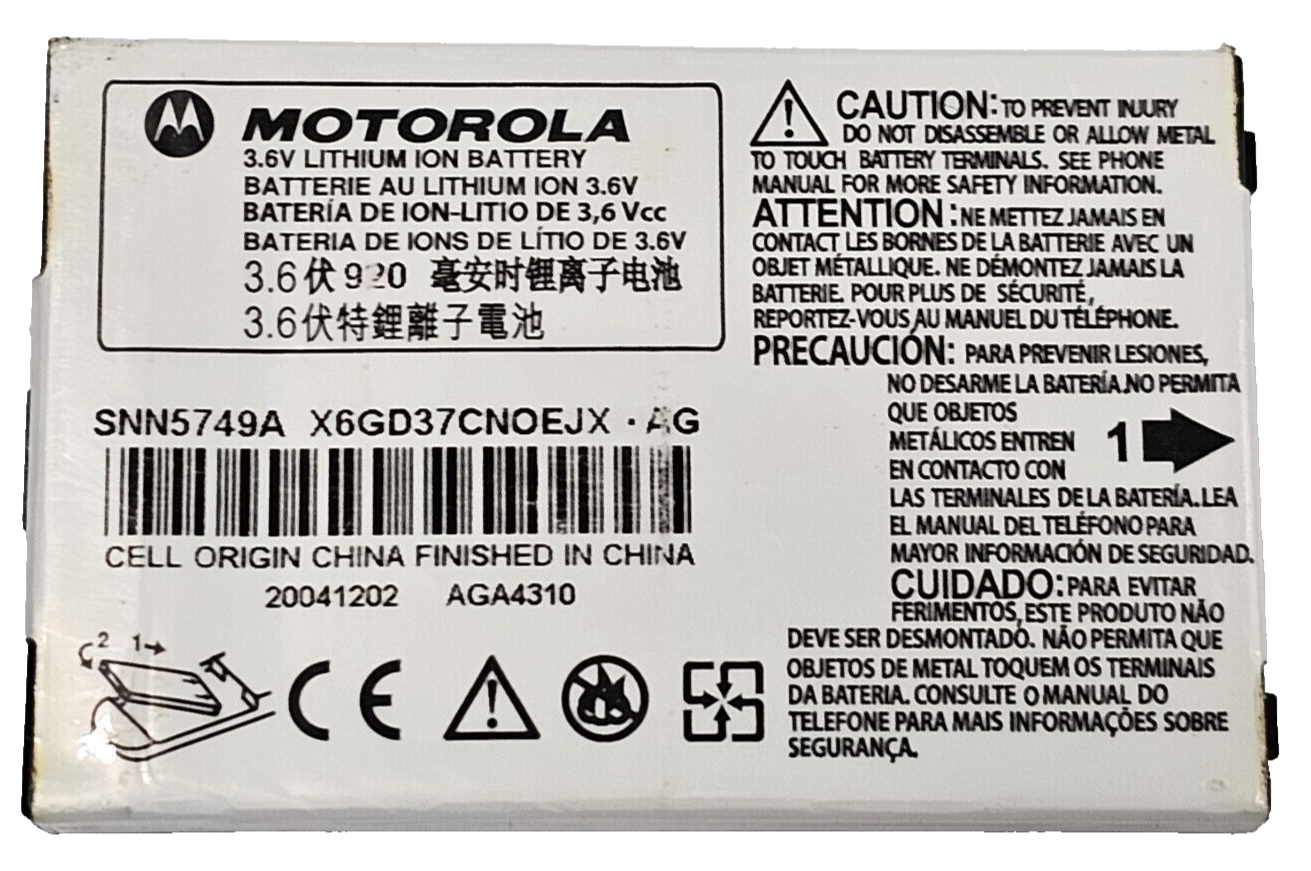 MOTOROLA
3.6V LITHIUM ION BATTERY
BATTERIE AU LITHIUM ION 3.6V
BATERÍA DE ION-LITIO DE 3,6 Vcc
BATERIA DE IONS DE LÍTIO DE 3.6V
3.6伏920 毫安时锂离子电池
3.6伏特鋰離子電池
SNN5749A X6GD37CNOEJX · AG
CELL ORIGIN CHINA FINISHED IN CHINA
20041202 AGA4310
2 1
CAUTION: TO PREVENT INJURY
DO NOT DISASSEMBLE OR ALLOW METAL
TO TOUCH BATTERY TERMINALS. SEE PHONE
MANUAL FOR MORE SAFETY INFORMATION.
ATTENTION: NE METTEZ JAMAIS EN
CONTACT LES BORNES DE LA BATTERIE AVEC UN
OBJET MÉTALLIQUE. NE DÉMONTEZ JAMAIS LA
BATTERIE. POUR PLUS DE SÉCURITÉ,
REPORTEZ-VOUS AU MANUEL DU TÉLÉPHONE.
PRECAUCIÓN: PARA PREVENIR LESIONES,
NO DESARME LA BATERÍA.NO PERMITA
QUE OBJETOS
METÁLICOS ENTREN
1
EN CONTACTO CON
LAS TERMINALES DE LA BATERÍA.LEA
EL MANUAL DEL TELÉFONO PARA
MAYOR INFORMACIÓN DE SEGURIDAD.
CUIDADO: PARA EVITAR
FERIMENTOS, ESTE PRODUTO NÃO
DEVE SER DESMONTADO. NÃO PERMITA QUE
OBJETOS DE METAL TOQUEM OS TERMINAIS
DA BATERIA. CONSULTE O MANUAL DO
TELEFONE PARA MAIS INFORMAÇÕES SOBRE
SEGURANÇA.